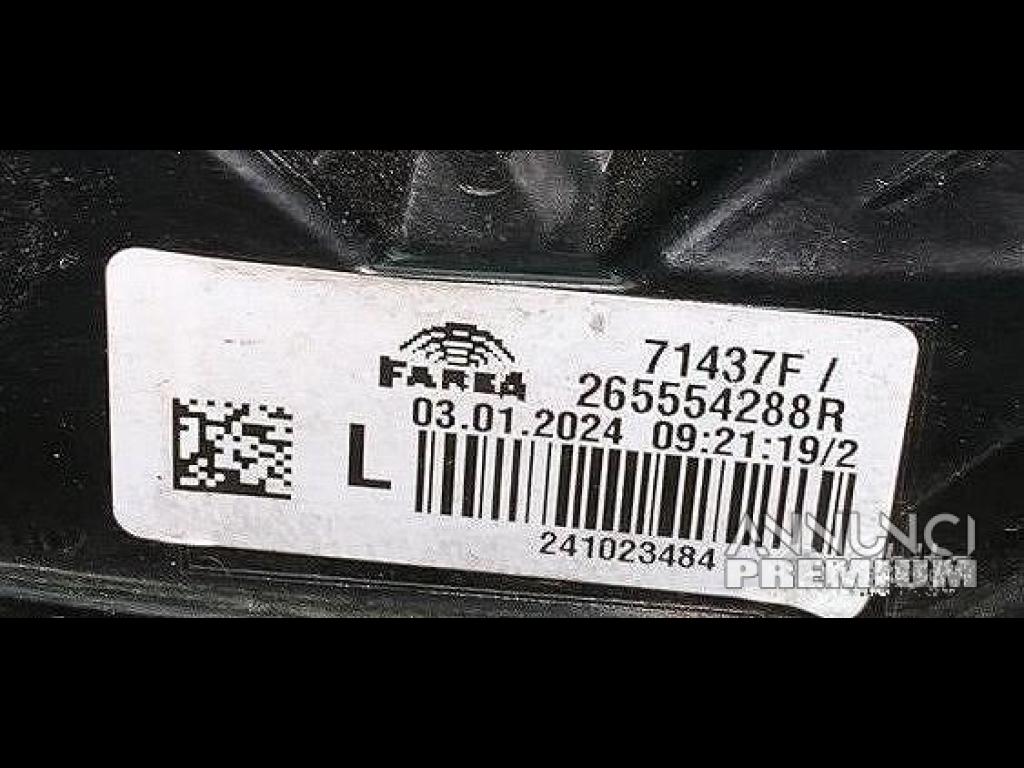 FARBA
71437F /
265554288R
03.01.2024 09:21:19/2
L
241023484
ANNUNCI
PREMIUM